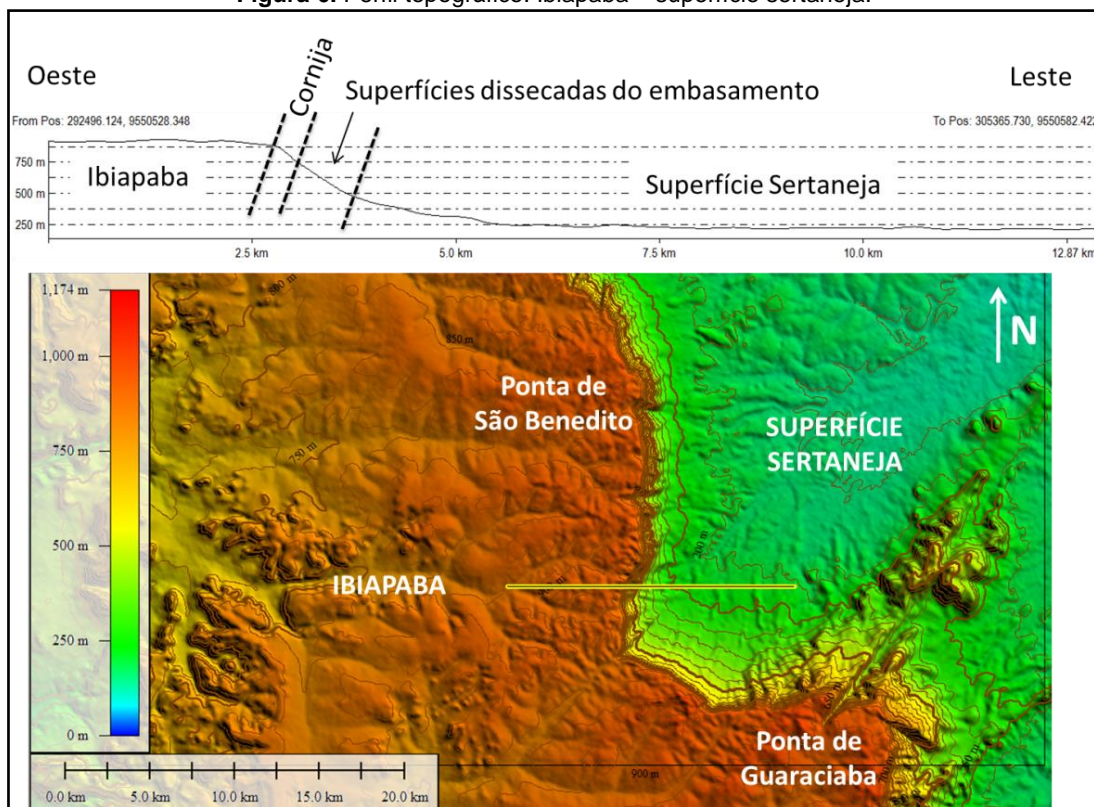 Figura 6. Perfil topográfico: Ibiapaba – superfície sertaneja.
Oeste
Cornija
Superfícies dissecadas do embasamento
Leste
From Pos: 292496.124, 9550528.348
To Pos: 305365.730, 9550582.422
750 m
500 m
250 m
Ibiapaba
Superfície Sertaneja
2.5 km
5.0 km
7.5 km
10.0 km
12.87 km
1,174 m
1,000 m
750 m
500 m
250 m
0 m
850 m
750 m
900 m
Ponta de
São Benedito
SUPERFÍCIE
SERTANEJA
N
IBIAPABA
Ponta de
Guaraciaba
0.0 km
5.0 km
10.0 km
15.0 km
20.0 km